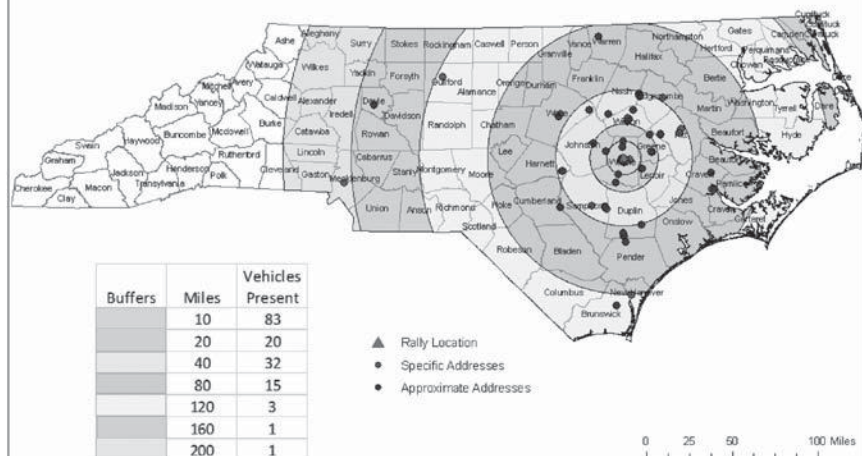 Currituck
Camden
Alleghany
Ashe
Surry
Stokes
Rockingham
Caswell
Person
Vance
Warren
Northampton
Gates
Hertford
Perquimans
Chowan
Granville
Halifax
Watauga
Wilkes
Yadkin
Forsyth
Guilford
Orange
Durham
Franklin
Bertie
Mitchell
Avery
Yancey
Madison
Caldwell
Alexander
Iredell
Davie
Davidson
Alamance
Nash
Edgecombe
Martin
Washington
Tyrrell
Dare
Burke
Catawba
Rowan
Randolph
Chatham
Wake
Wilson
Beaufort
Hyde
Swain
Haywood
Buncombe
Mcdowell
Lincoln
Cabarrus
Lee
Johnston
Greene
Graham
Jackson
Henderson
Rutherford
Polk
Cleveland
Gaston
Mecklenburg
Stanly
Montgomery
Moore
Harnett
Wayne
Lenoir
Craven
Pamlico
Cherokee
Clay
Macon
Transylvania
Union
Anson
Richmond
Hoke
Cumberland
Sampson
Duplin
Jones
Craven
Carteret
Onslow
Scotland
Robeson
Bladen
Pender
Columbus
New Hanover
Brunswick
Buffers Miles Vehicles Present
10 83
20 20
40 32
80 15
120 3
160 1
200 1
Rally Location
Specific Addresses
Approximate Addresses
0 25 50 100 Miles